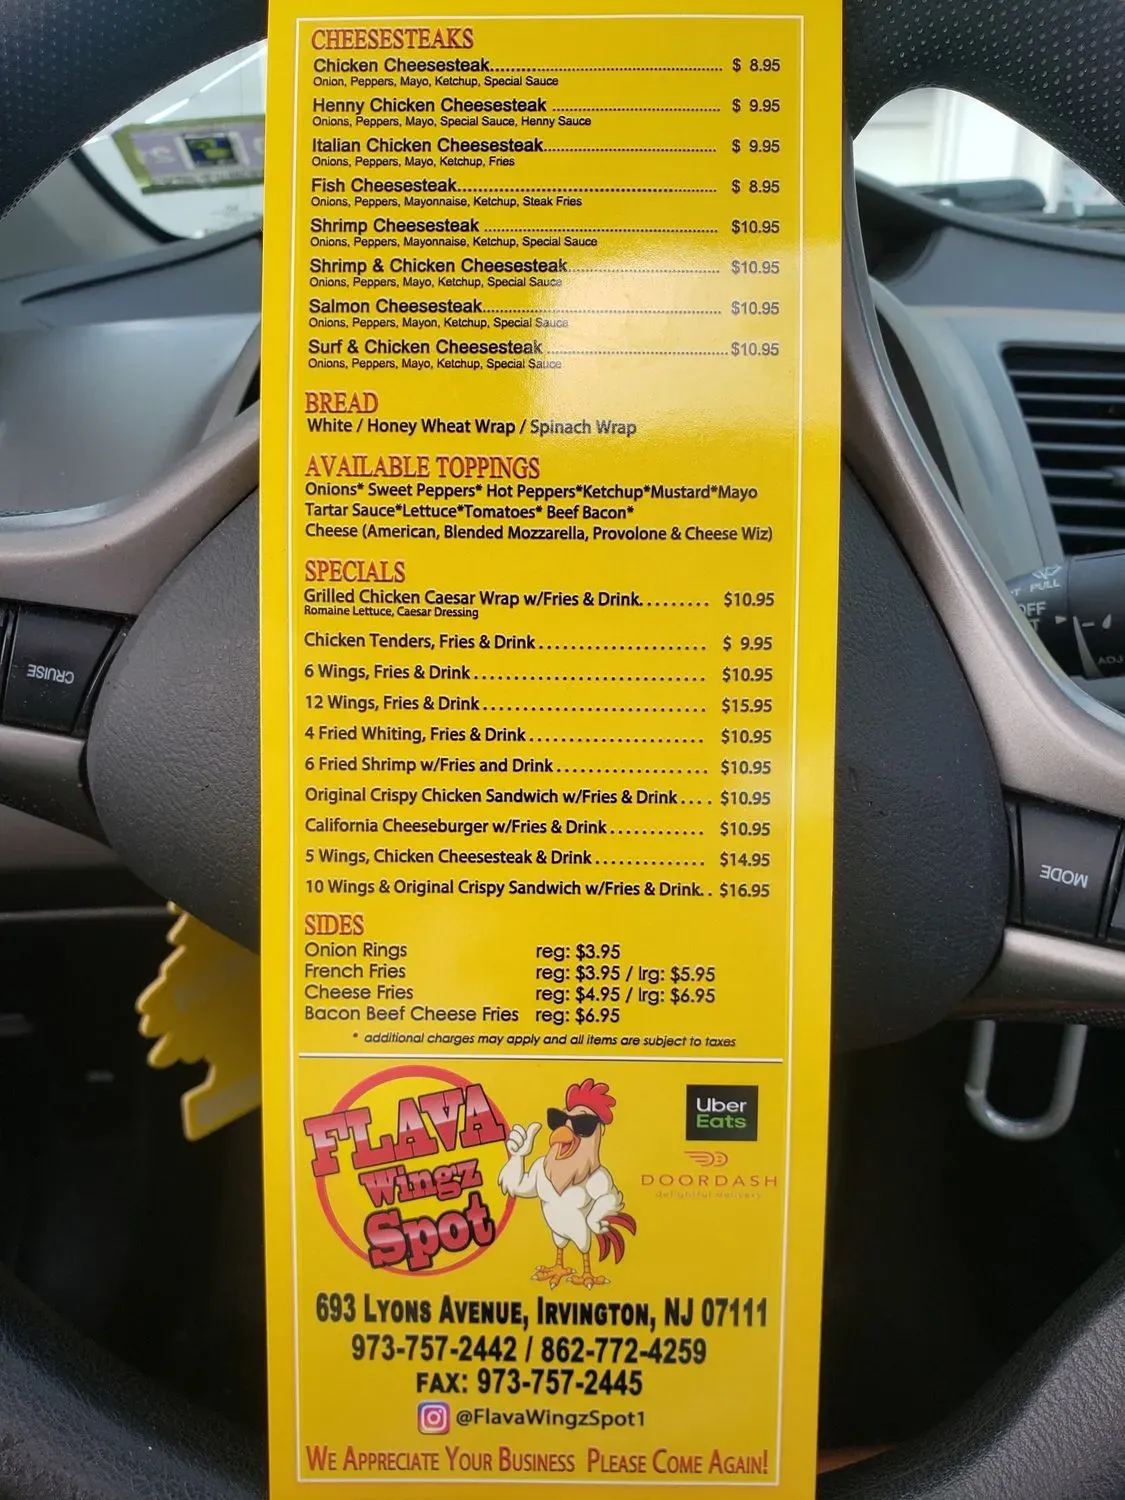 CHEESESTEAKS
Chicken Cheesesteak.................................................... $ 8.95
Onion, Peppers, Mayo, Ketchup, Special Sauce
Henny Chicken Cheesesteak ...................................... $ 9.95
Onions, Peppers, Mayo, Special Sauce, Henny Sauce
Italian Chicken Cheesesteak....................................... $ 9.95
Onions, Peppers, Mayo, Ketchup, Fries
Fish Cheesesteak.......................................................... $ 8.95
Onions, Peppers, Mayonnaise, Ketchup, Steak Fries
Shrimp Cheesesteak .................................................... $10.95
Onions, Peppers, Mayonnaise, Ketchup, Special Sauce
Shrimp & Chicken Cheesesteak.................................. $10.95
Onions, Peppers, Mayo, Ketchup, Special Sauce
Salmon Cheesesteak..................................................... $10.95
Onions, Peppers, Mayon, Ketchup, Special Sauce
Surf & Chicken Cheesesteak ........................................ $10.95
Onions, Peppers, Mayo, Ketchup, Special Sauce
BREAD
White / Honey Wheat Wrap / Spinach Wrap
AVAILABLE TOPPINGS
Onions* Sweet Peppers* Hot Peppers*Ketchup*Mustard*Mayo
Tartar Sauce*Lettuce*Tomatoes* Beef Bacon*
Cheese (American, Blended Mozzarella, Provolone & Cheese Wiz)
SPECIALS
Grilled Chicken Caesar Wrap w/Fries & Drink......... $10.95
Romaine Lettuce, Caesar Dressing
Chicken Tenders, Fries & Drink...................... $ 9.95
6 Wings, Fries & Drink.............................. $10.95
12 Wings, Fries & Drink............................. $15.95
4 Fried Whiting, Fries & Drink....................... $10.95
6 Fried Shrimp w/Fries and Drink................... $10.95
Original Crispy Chicken Sandwich w/Fries & Drink.... $10.95
California Cheeseburger w/Fries & Drink............ $10.95
5 Wings, Chicken Cheesesteak & Drink.............. $14.95
10 Wings & Original Crispy Sandwich w/Fries & Drink.. $16.95
SIDES
Onion Rings reg: $3.95
French Fries reg: $3.95 / lrg: $5.95
Cheese Fries reg: $4.95 / lrg: $6.95
Bacon Beef Cheese Fries reg: $6.95
* additional charges may apply and all items are subject to taxes
FLAVA
Wingz
Spot
Uber
Eats
DOORDASH
delightful delivery
693 LYONS AVENUE, IRVINGTON, NJ 07111
973-757-2442 / 862-772-4259
FAX: 973-757-2445
@FlavaWingzSpot1
WE APPRECIATE YOUR BUSINESS PLEASE COME AGAIN!
CRUISE
MODE
PULL
OFF
ADJ